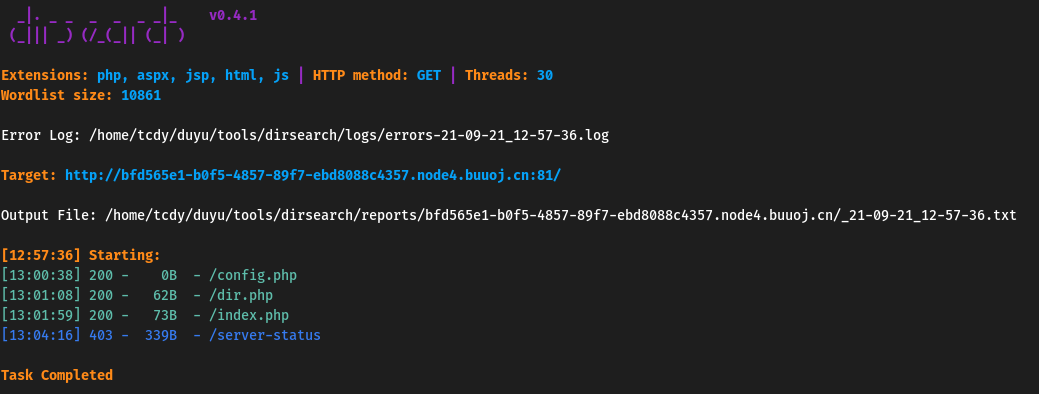 _|. _ _  _  _  _ _|_    v0.4.1
(_||| _) (/_(_|| (_| )
Extensions: php, aspx, jsp, html, js | HTTP method: GET | Threads: 30
Wordlist size: 10861
Error Log: /home/tcdy/duyu/tools/dirsearch/logs/errors-21-09-21_12-57-36.log
Target: http://bfd565e1-b0f5-4857-89f7-ebd8088c4357.node4.buuoj.cn:81/
Output File: /home/tcdy/duyu/tools/dirsearch/reports/bfd565e1-b0f5-4857-89f7-ebd8088c4357.node4.buuoj.cn/_21-09-21_12-57-36.txt
[12:57:36] Starting:
[13:00:38] 200 -    0B  - /config.php
[13:01:08] 200 -   62B  - /dir.php
[13:01:59] 200 -   73B  - /index.php
[13:04:16] 403 -  339B  - /server-status
Task Completed